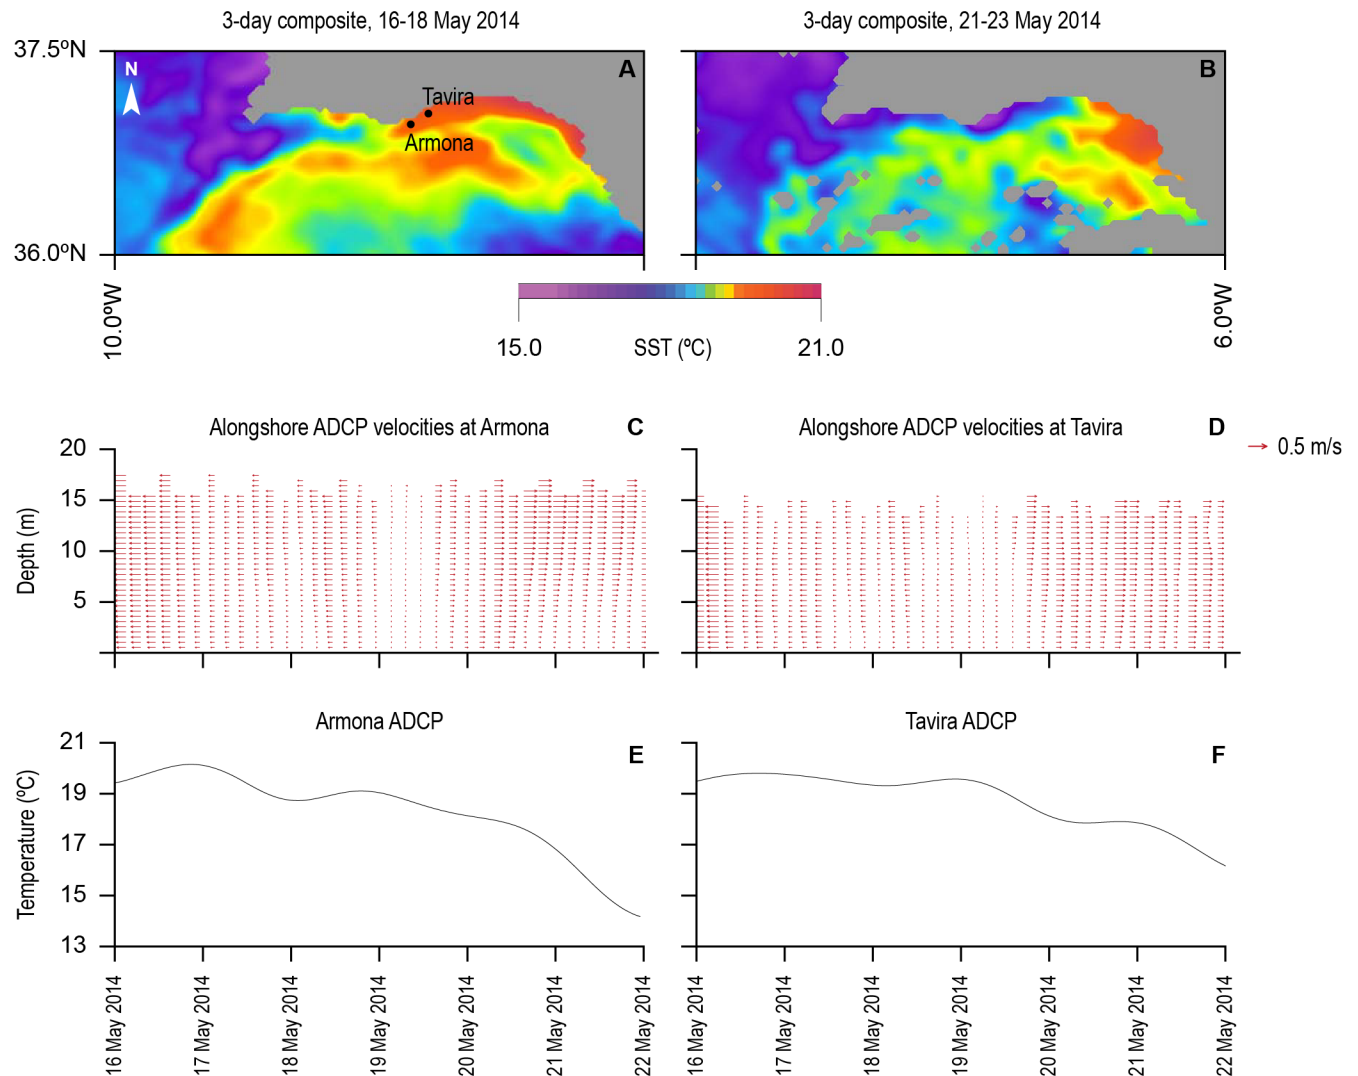 3-day composite, 16-18 May 2014
3-day composite, 21-23 May 2014
37.5ºN
36.0ºN
N
A
Tavira
Armona
B
10.0ºW
6.0ºW
15.0
SST (ºC)
21.0
Alongshore ADCP velocities at Armona
C
Alongshore ADCP velocities at Tavira
D
0.5 m/s
Depth (m)
20
15
10
5
Armona ADCP
E
Tavira ADCP
F
Temperature (ºC)
21
19
17
15
13
16 May 2014
17 May 2014
18 May 2014
19 May 2014
20 May 2014
21 May 2014
22 May 2014
16 May 2014
17 May 2014
18 May 2014
19 May 2014
20 May 2014
21 May 2014
22 May 2014